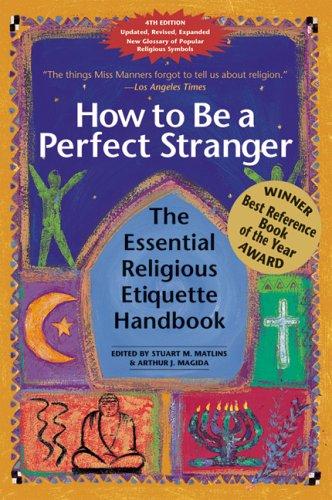 4TH EDITION
Updated, Revised, Expanded
New Glossary of Popular
Religious Symbols
"The things Miss Manners forgot to tell us about religion."
—Los Angeles Times
How to Be a
Perfect Stranger
WINNER
Best Reference
Book
of the Year
AWARD
The
Essential
Religious
Etiquette
Handbook
EDITED BY STUART M. MATLINS
& ARTHUR J. MAGIDA